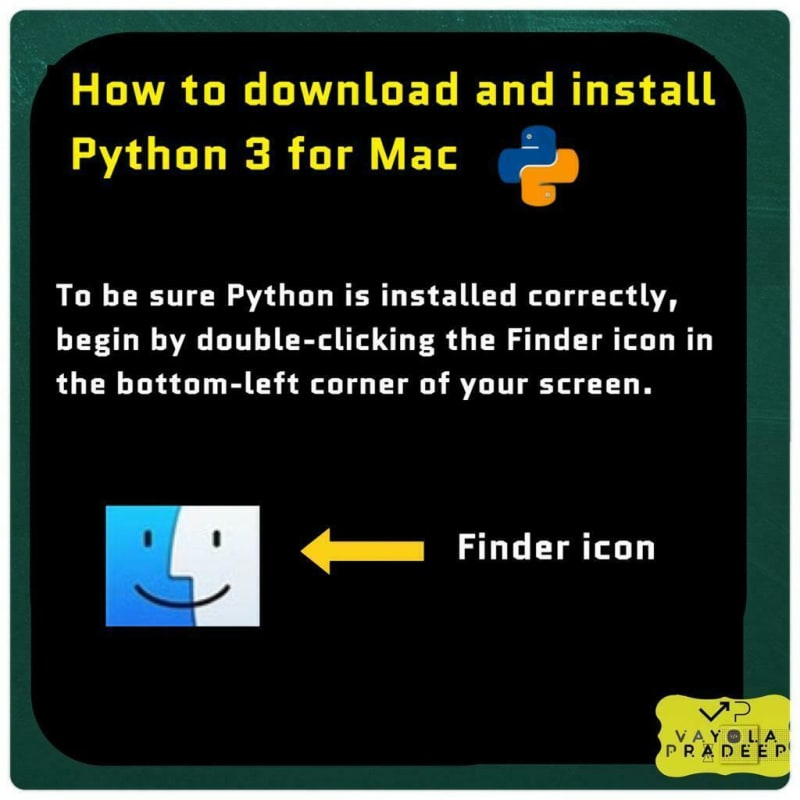 How to download and install
Python 3 for Mac
To be sure Python is installed correctly,
begin by double-clicking the Finder icon in
the bottom-left corner of your screen.
Finder icon
VP
VAYOLA
PRADEEP